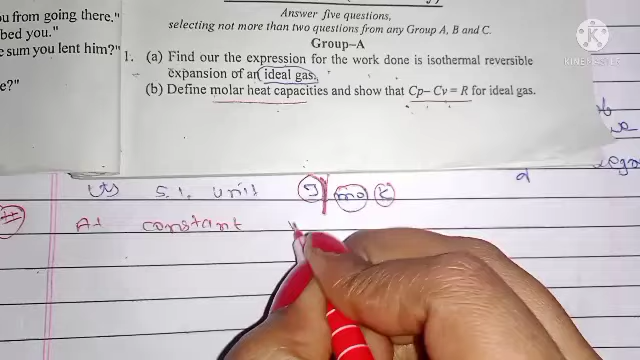 ou from going there."
bed you."
e sum you lent him?"
e?"
Answer five questions,
selecting not more than two questions from any Group A, B and C.
Group–A
1. (a) Find our the expression for the work done is isothermal reversible
expansion of an ideal gas.
(b) Define molar heat capacities and show that Cp– Cv = R for ideal gas.
KINEMASTER
Its S.I. unit J mol K
At constant